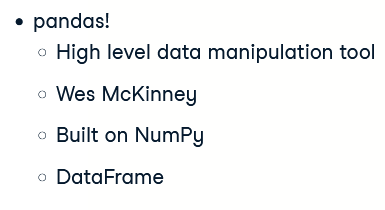 pandas!
High level data manipulation tool
Wes McKinney
Built on NumPy
DataFrame